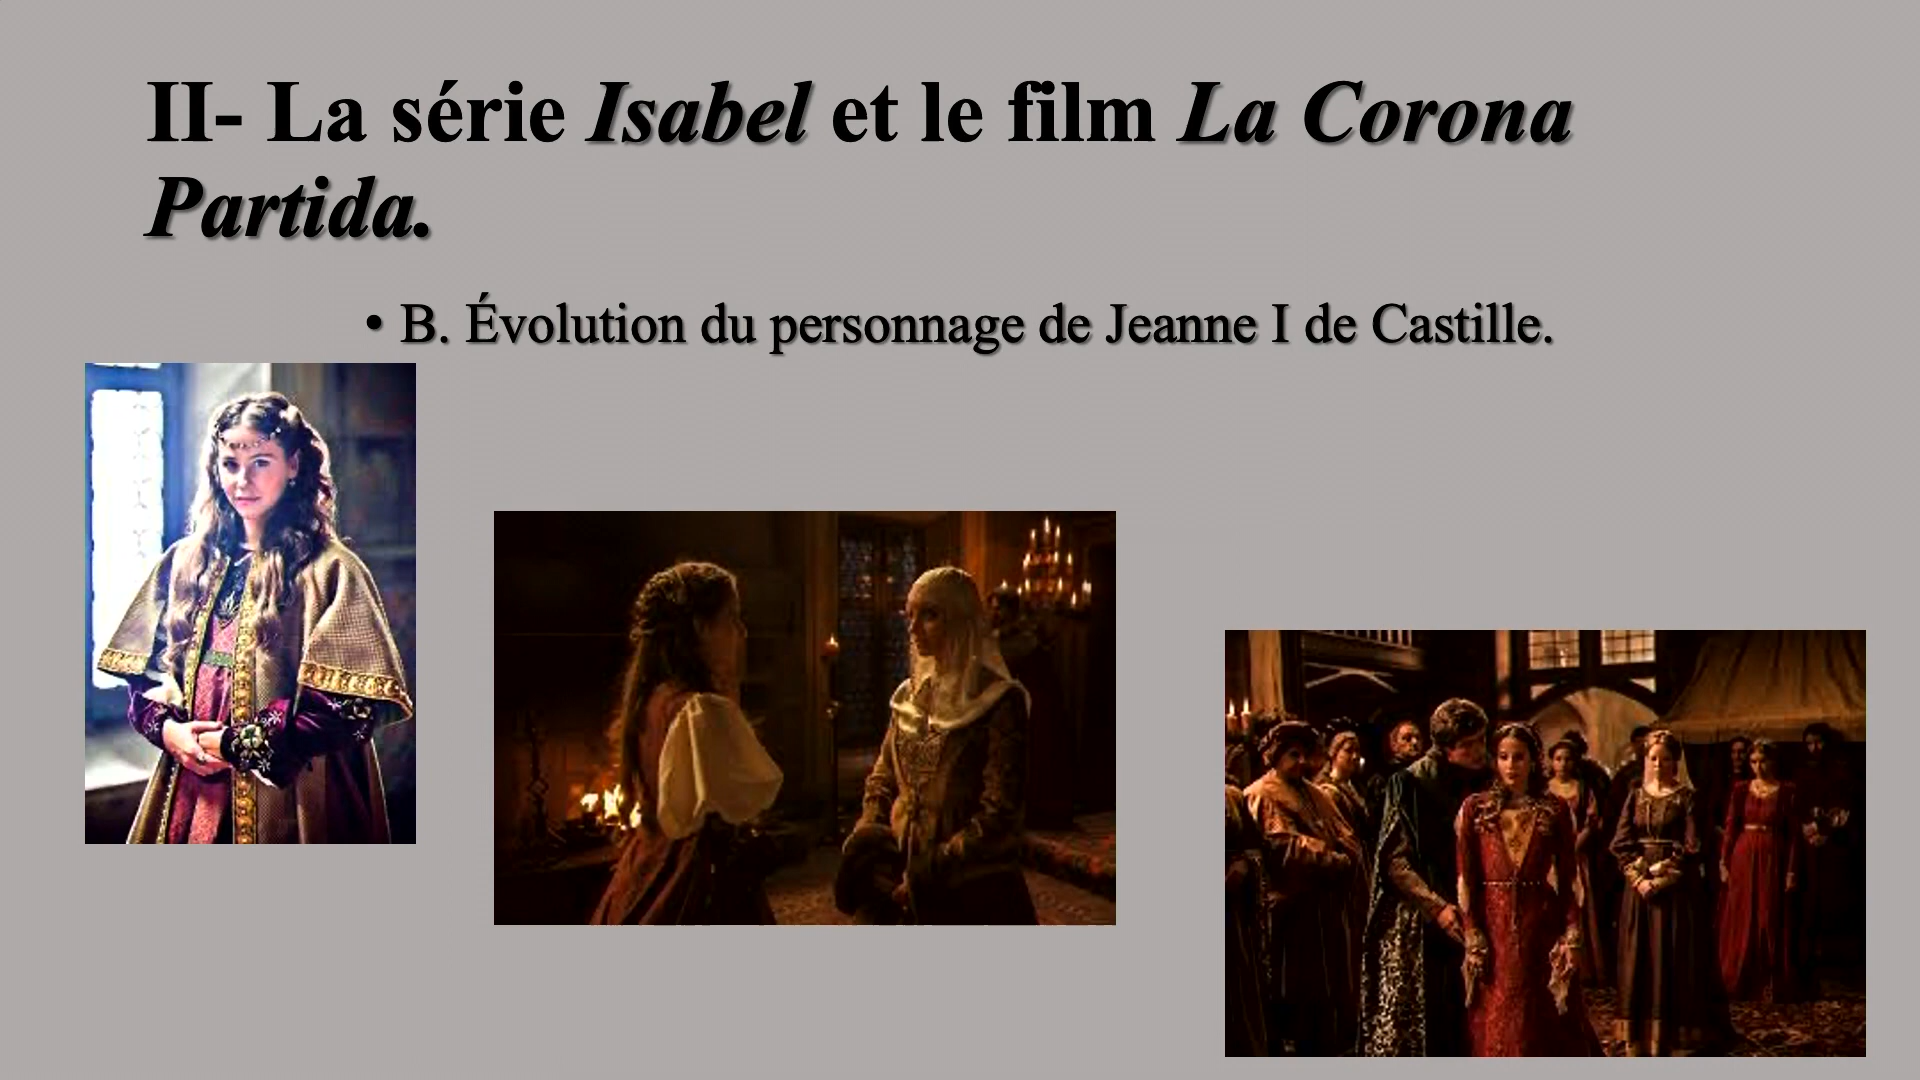 II- La série Isabel et le film La Corona
Partida.
• B. Évolution du personnage de Jeanne I de Castille.